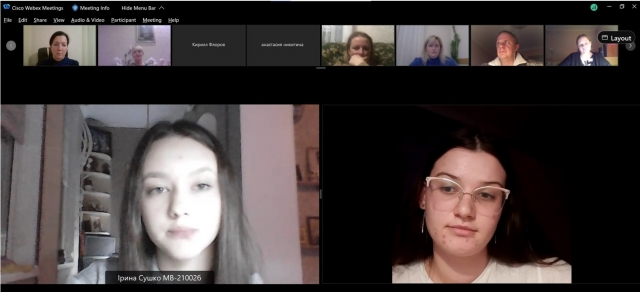 Cisco Webex Meetings Meeting Info Hide Menu Bar
File Edit Share View Audio & Video Participant Meeting Help
Кирилл Флеров
анастасия никитина
Layout
Ірина Сушко МВ-210026